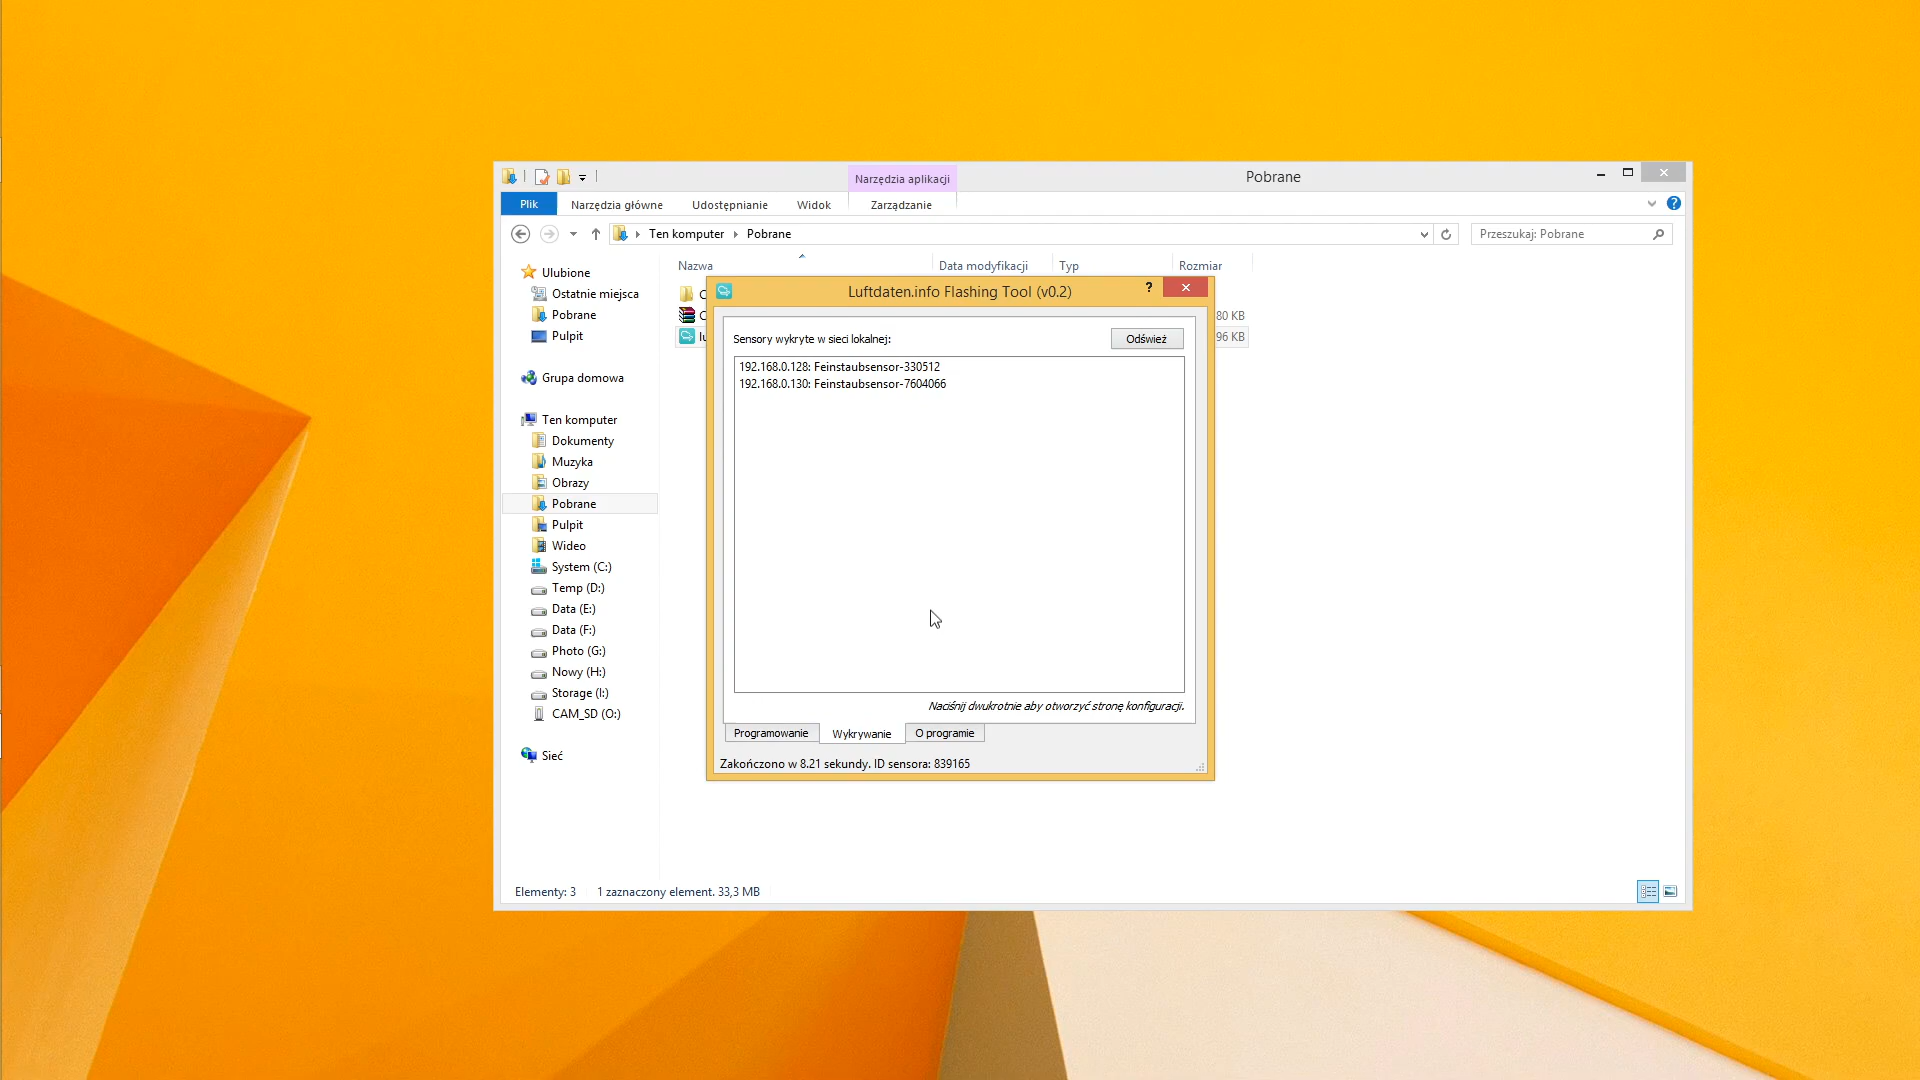 Narzędzia aplikacji
Pobrane
Plik
Narzędzia główne
Udostępnianie
Widok
Zarządzanie
Ten komputer
Pobrane
Przeszukaj: Pobrane
Ulubione
Ostatnie miejsca
Pobrane
Pulpit
Grupa domowa
Ten komputer
Dokumenty
Muzyka
Obrazy
Pobrane
Pulpit
Wideo
System (C:)
Temp (D:)
Data (E:)
Data (F:)
Photo (G:)
Nowy (H:)
Storage (I:)
CAM_SD (O:)
Sieć
Nazwa
Data modyfikacji
Typ
Rozmiar
80 KB
96 KB
Luftdaten.info Flashing Tool (v0.2)
Sensory wykryte w sieci lokalnej:
Odśwież
192.168.0.128: Feinstaubsensor-330512
192.168.0.130: Feinstaubsensor-7604066
Naciśnij dwukrotnie aby otworzyć stronę konfiguracji.
Programowanie
Wykrywanie
O programie
Zakończono w 8.21 sekundy. ID sensora: 839165
Elementy: 3
1 zaznaczony element. 33,3 MB